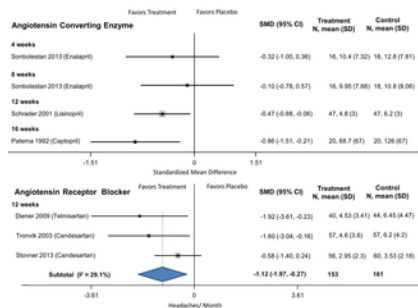 Favors Treatment Favors Placebo
Angiotensin Converting Enzyme SMD (95% CI) Treatment N, mean (SD) Control N, mean (SD)
4 weeks
Sonbolestan 2013 (Enalapril) -0.32 (-1.00, 0.36) 16, 10.4 (7.32) 18, 12.8 (7.81)
8 weeks
Sonbolestan 2013 (Enalapril) -0.10 (-0.78, 0.57) 16, 9.95 (7.88) 18, 10.8 (8.06)
12 weeks
Schrader 2001 (Lisinopril) -0.47 (-0.88, -0.06) 47, 4.8 (3) 47, 6.2 (3)
16 weeks
Paterna 1992 (Captopril) -0.86 (-1.51, -0.21) 20, 68.7 (67) 20, 126 (67)
-1.51 0 1.51
Standardized Mean Difference
Angiotensin Receptor Blocker Favors Treatment Favors Placebo SMD (95% CI) Treatment N, mean (SD) Control N, mean (SD)
12 weeks
Diener 2009 (Telmisartan) -1.92 (-3.61, -0.23) 40, 4.53 (3.41) 44, 6.45 (4.47)
Tronvik 2003 (Candesartan) -1.60 (-3.04, -0.16) 57, 4.6 (3.6) 57, 6.2 (4.2)
Stovner 2013 (Candesartan) -0.58 (-1.40, 0.24) 56, 2.95 (2.3) 60, 3.53 (2.18)
Subtotal (I² = 29.1%) -1.12 (-1.97, -0.27) 153 161
-3.61 0 3.61
Headaches/ Month